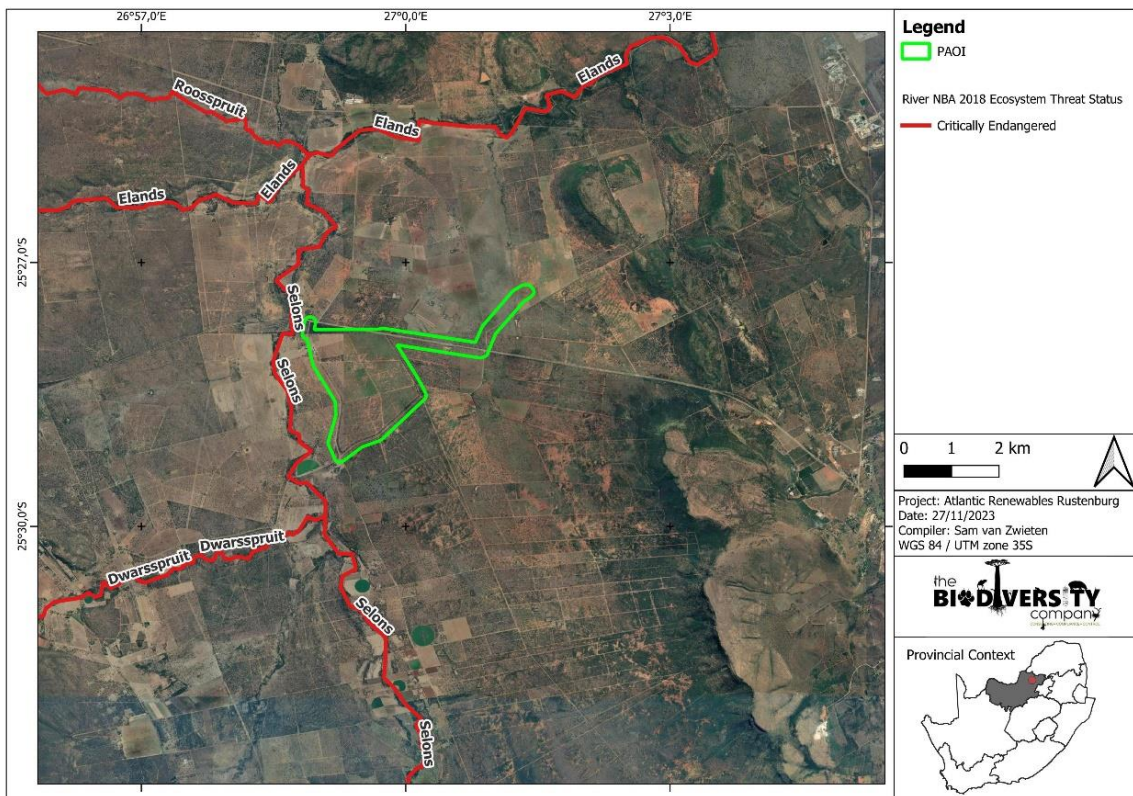 26°57,0'E
27°0,0'E
27°3,0'E
25°27,0'S
25°30,0'S
Roosspruit
Elands
Elands
Elands
Elands
Selons
Selons
Dwarsspruit
Dwarsspruit
Selons
Selons
Legend
PAOI
River NBA 2018 Ecosystem Threat Status
Critically Endangered
0 1 2 km
Project: Atlantic Renewables Rustenburg
Date: 27/11/2023
Compiler: Sam van Zwieten
WGS 84 / UTM zone 35S
the
BIODIVERSITY
company
Provincial Context